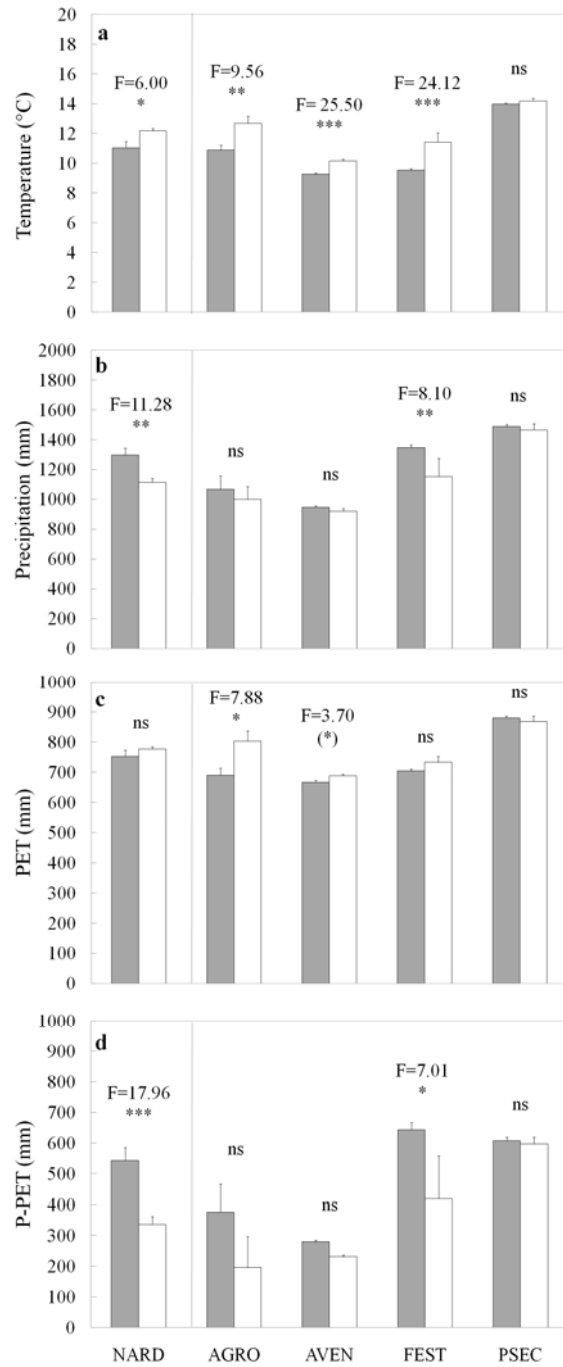 a
Temperature (°C)
20
18
16
14
12
10
8
6
4
2
0
F=6.00
*
F=9.56
**
F= 25.50
***
F= 24.12
***
ns
b
Precipitation (mm)
2000
1800
1600
1400
1200
1000
800
600
400
200
0
F=11.28
**
ns
ns
F=8.10
**
ns
c
PET (mm)
1000
900
800
700
600
500
400
300
200
100
0
ns
F=7.88
*
F=3.70
(*)
ns
ns
d
P-PET (mm)
1000
900
800
700
600
500
400
300
200
100
0
F=17.96
***
ns
ns
F=7.01
*
ns
NARD AGRO AVEN FEST PSEC